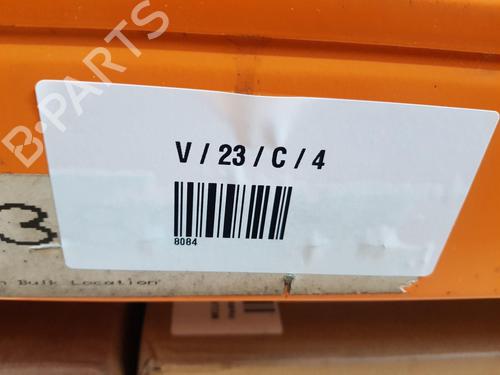 B-PARTS
V / 23 / C / 4
8084
3
Bulk Location